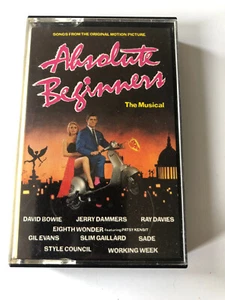 SONGS FROM THE ORIGINAL MOTION PICTURE
Absolute
Beginners
The Musical
DAVID BOWIE JERRY DAMMERS RAY DAVIES
EIGHTH WONDER featuring PATSY KENSIT
GIL EVANS SLIM GAILLARD SADE
STYLE COUNCIL WORKING WEEK